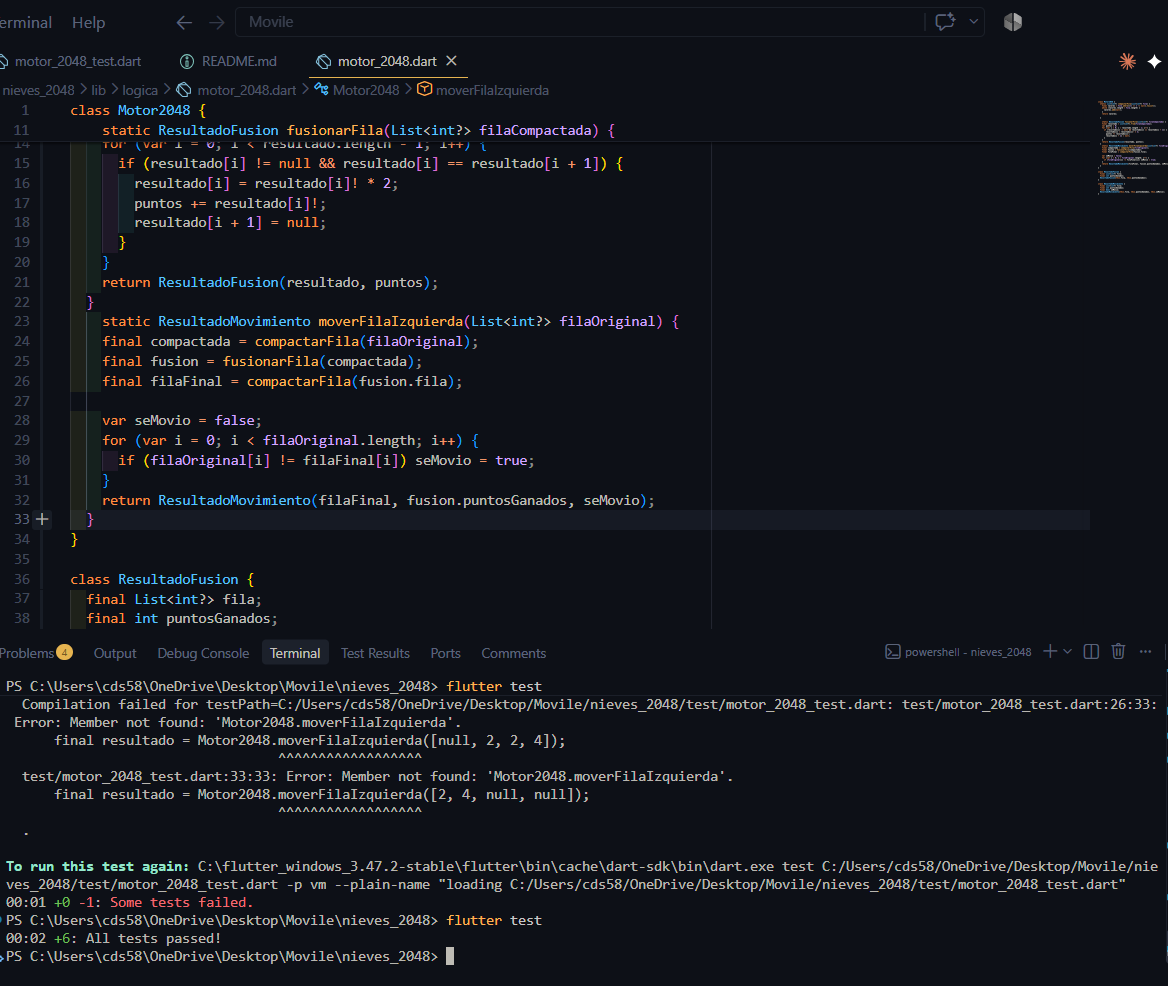 erminal Help
Movile
motor_2048_test.dart README.md motor_2048.dart
nieves_2048 > lib > logica > motor_2048.dart > Motor2048 > moverFilaIzquierda
1 class Motor2048 {
11 static ResultadoFusion fusionarFila(List<int?> filaCompactada) {
14 for (var i = 0; i < resultado.length - 1; i++) {
15 if (resultado[i] != null && resultado[i] == resultado[i + 1]) {
16 resultado[i] = resultado[i]! * 2;
17 puntos += resultado[i]!;
18 resultado[i + 1] = null;
19 }
20 }
21 return ResultadoFusion(resultado, puntos);
22 }
23 static ResultadoMovimiento moverFilaIzquierda(List<int?> filaOriginal) {
24 final compactada = compactarFila(filaOriginal);
25 final fusion = fusionarFila(compactada);
26 final filaFinal = compactarFila(fusion.fila);
27
28 var seMovio = false;
29 for (var i = 0; i < filaOriginal.length; i++) {
30 if (filaOriginal[i] != filaFinal[i]) seMovio = true;
31 }
32 return ResultadoMovimiento(filaFinal, fusion.puntosGanados, seMovio);
33 }
34 }
35
36 class ResultadoFusion {
37 final List<int?> fila;
38 final int puntosGanados;
Problems 4 Output Debug Console Terminal Test Results Ports Comments powershell - nieves_2048
PS C:\Users\cds58\OneDrive\Desktop\Movile\nieves_2048> flutter test
Compilation failed for testPath=C:/Users/cds58/OneDrive/Desktop/Movile/nieves_2048/test/motor_2048_test.dart: test/motor_2048_test.dart:26:33:
Error: Member not found: 'Motor2048.moverFilaIzquierda'.
final resultado = Motor2048.moverFilaIzquierda([null, 2, 2, 4]);
^^^^^^^^^^^^^^^^^^
test/motor_2048_test.dart:33:33: Error: Member not found: 'Motor2048.moverFilaIzquierda'.
final resultado = Motor2048.moverFilaIzquierda([2, 4, null, null]);
^^^^^^^^^^^^^^^^^^
.
To run this test again: C:\flutter_windows_3.47.2-stable\flutter\bin\cache\dart-sdk\bin\dart.exe test C:/Users/cds58/OneDrive/Desktop/Movile/nie
ves_2048/test/motor_2048_test.dart -p vm --plain-name "loading C:/Users/cds58/OneDrive/Desktop/Movile/nieves_2048/test/motor_2048_test.dart"
00:01 +0 -1: Some tests failed.
PS C:\Users\cds58\OneDrive\Desktop\Movile\nieves_2048> flutter test
00:02 +6: All tests passed!
PS C:\Users\cds58\OneDrive\Desktop\Movile\nieves_2048>